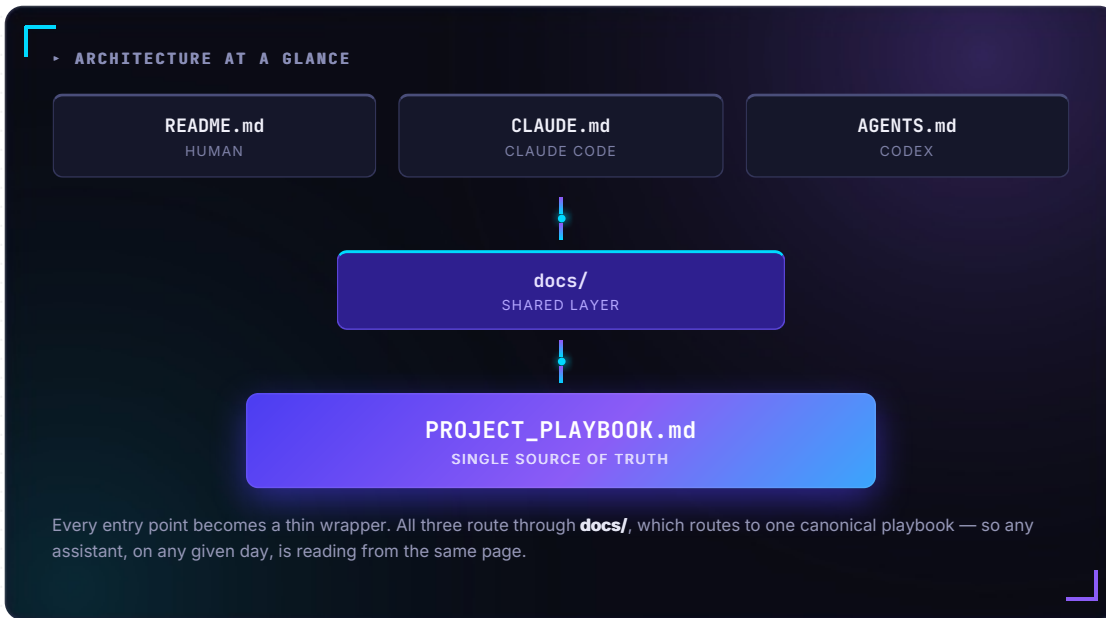 ▸ ARCHITECTURE AT A GLANCE
README.md
HUMAN
CLAUDE.md
CLAUDE CODE
AGENTS.md
CODEX
docs/
SHARED LAYER
PROJECT_PLAYBOOK.md
SINGLE SOURCE OF TRUTH
Every entry point becomes a thin wrapper. All three route through docs/, which routes to one canonical playbook — so any
assistant, on any given day, is reading from the same page.